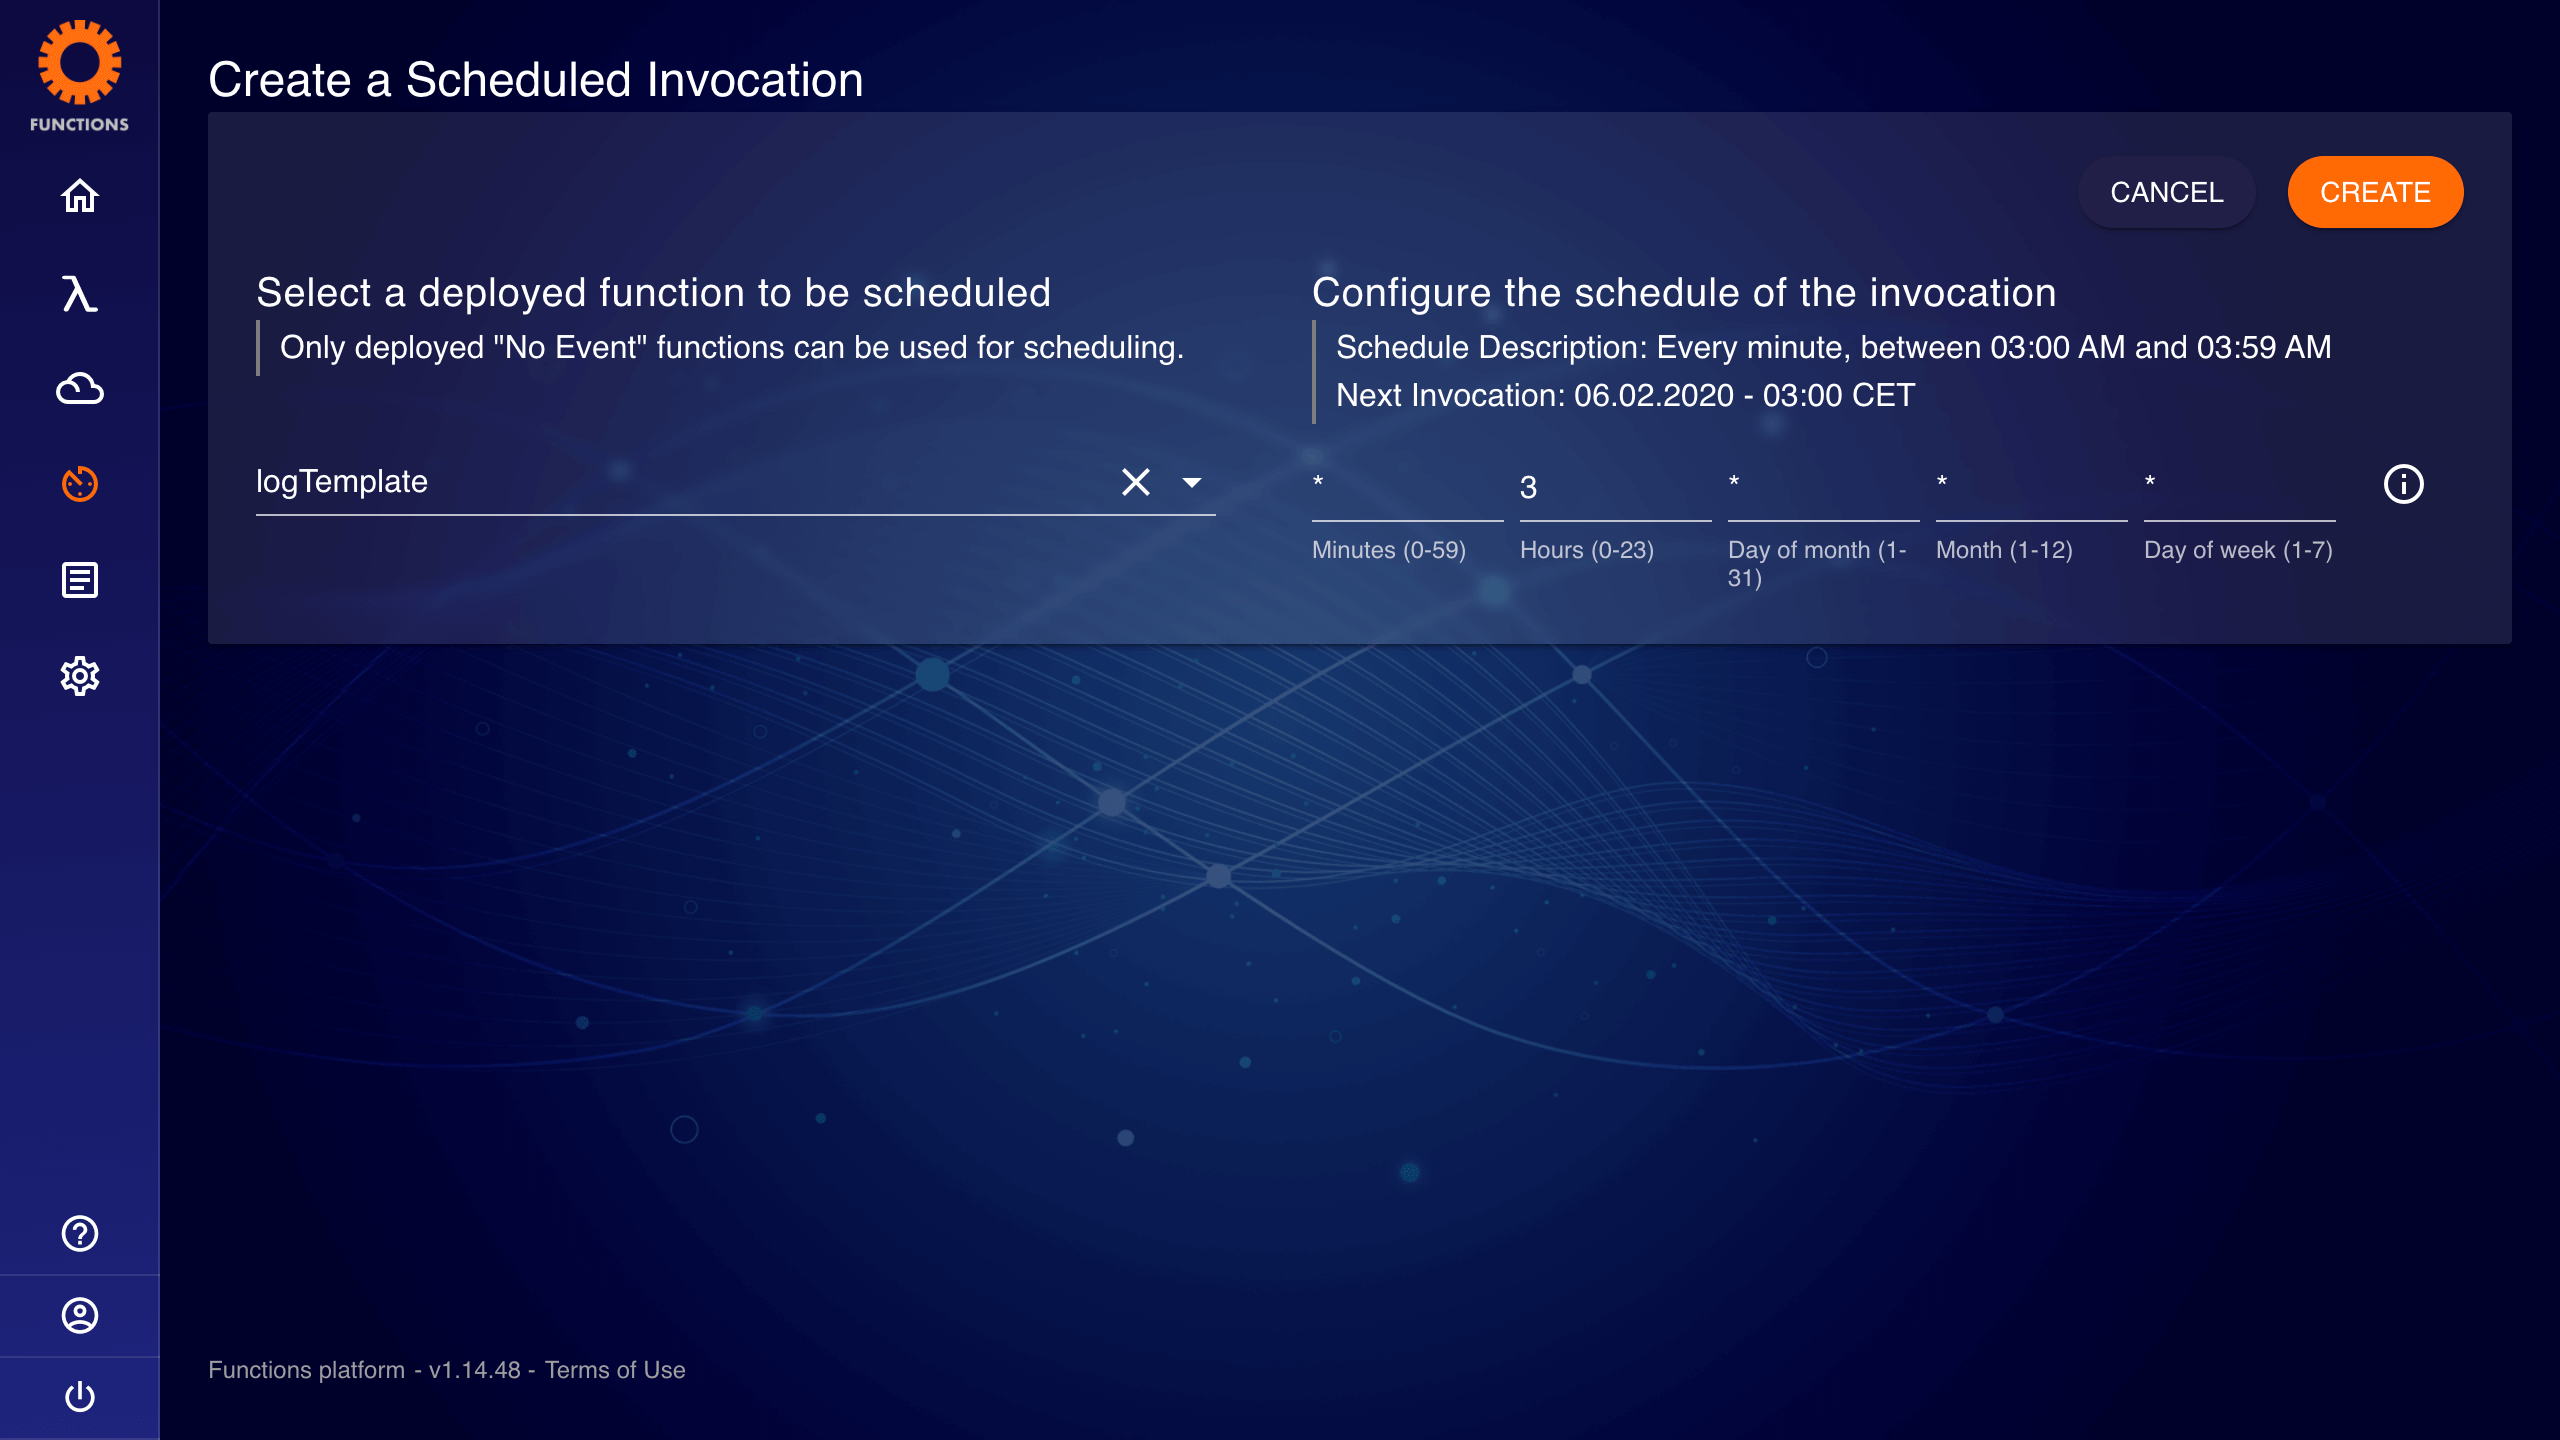 FUNCTIONS
Create a Scheduled Invocation
CANCEL
CREATE
Select a deployed function to be scheduled
Only deployed "No Event" functions can be used for scheduling.
logTemplate
Configure the schedule of the invocation
Schedule Description: Every minute, between 03:00 AM and 03:59 AM
Next Invocation: 06.02.2020 - 03:00 CET
* 3 * * *
Minutes (0-59) Hours (0-23) Day of month (1- Month (1-12) Day of week (1-7)
31)
Functions platform - v1.14.48 - Terms of Use